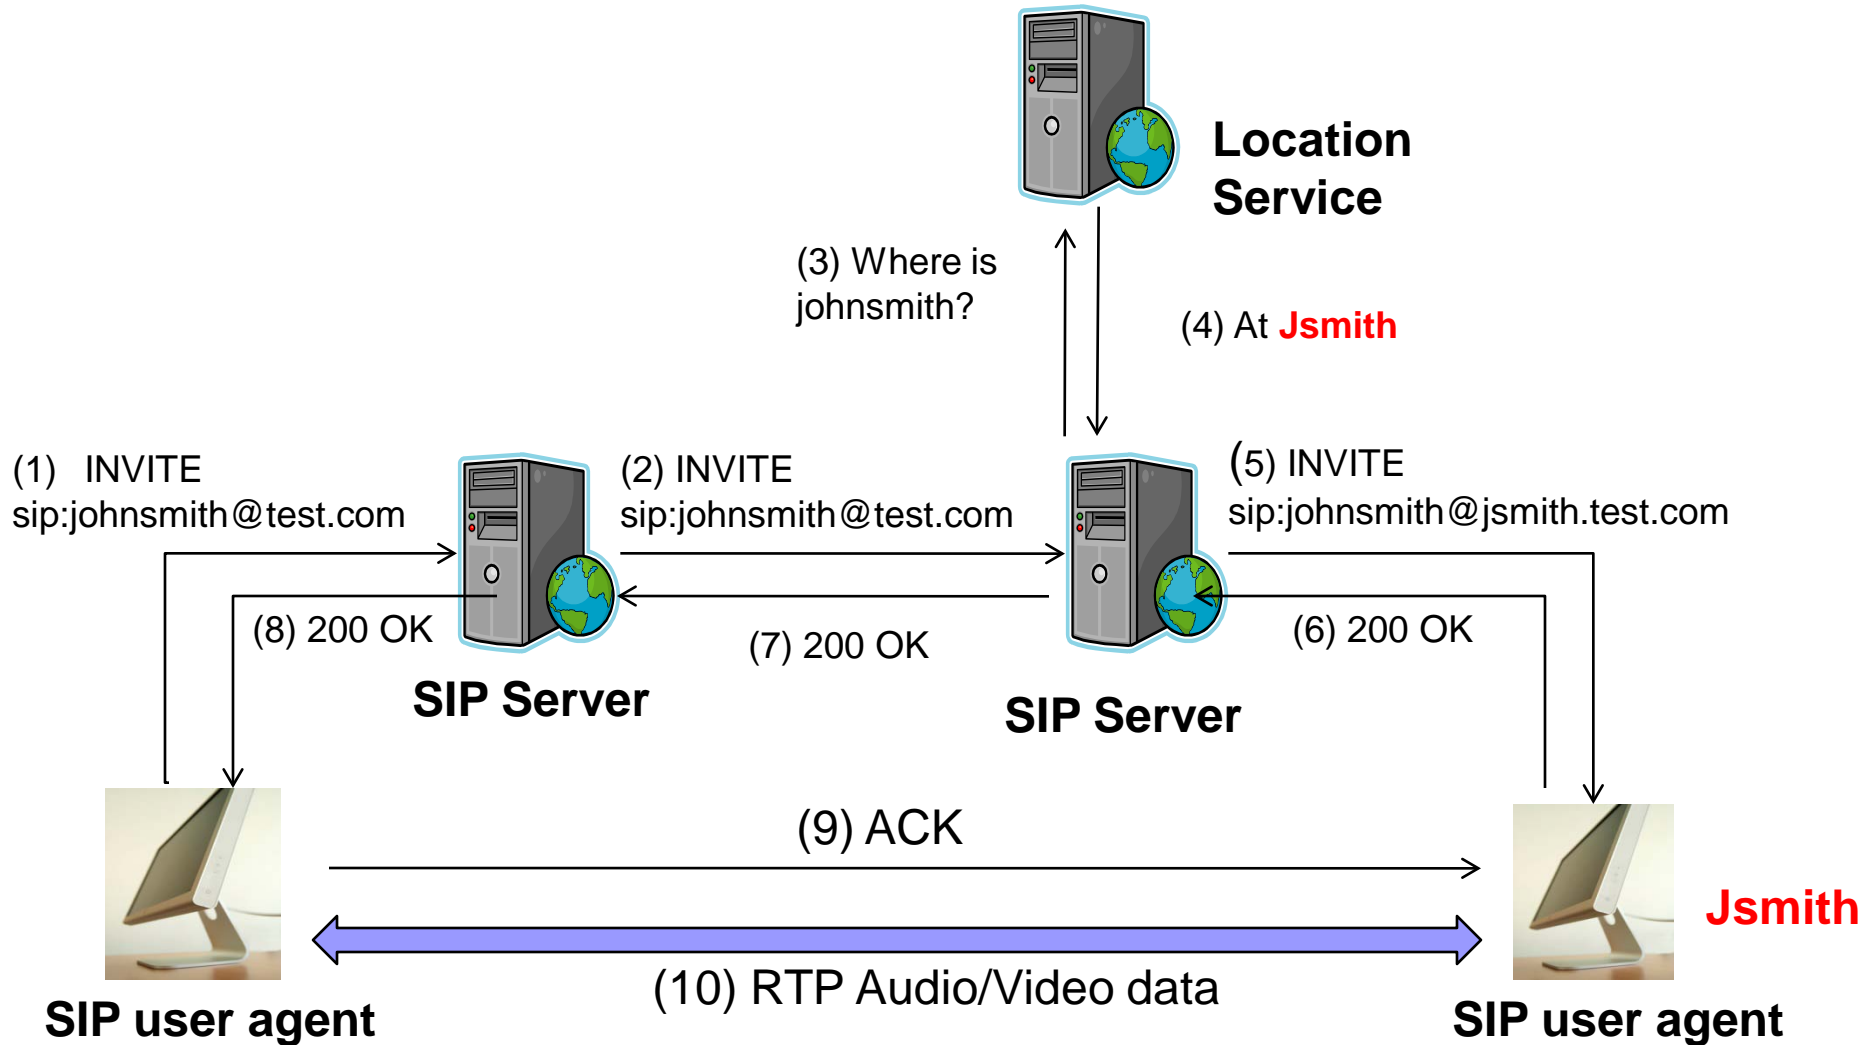 Location
Service
(3) Where is
johnsmith?
(4) At Jsmith
(1) INVITE
sip:johnsmith@test.com
(2) INVITE
sip:johnsmith@test.com
(5) INVITE
sip:johnsmith@jsmith.test.com
(8) 200 OK
(7) 200 OK
(6) 200 OK
SIP Server
SIP Server
(9) ACK
Jsmith
(10) RTP Audio/Video data
SIP user agent
SIP user agent